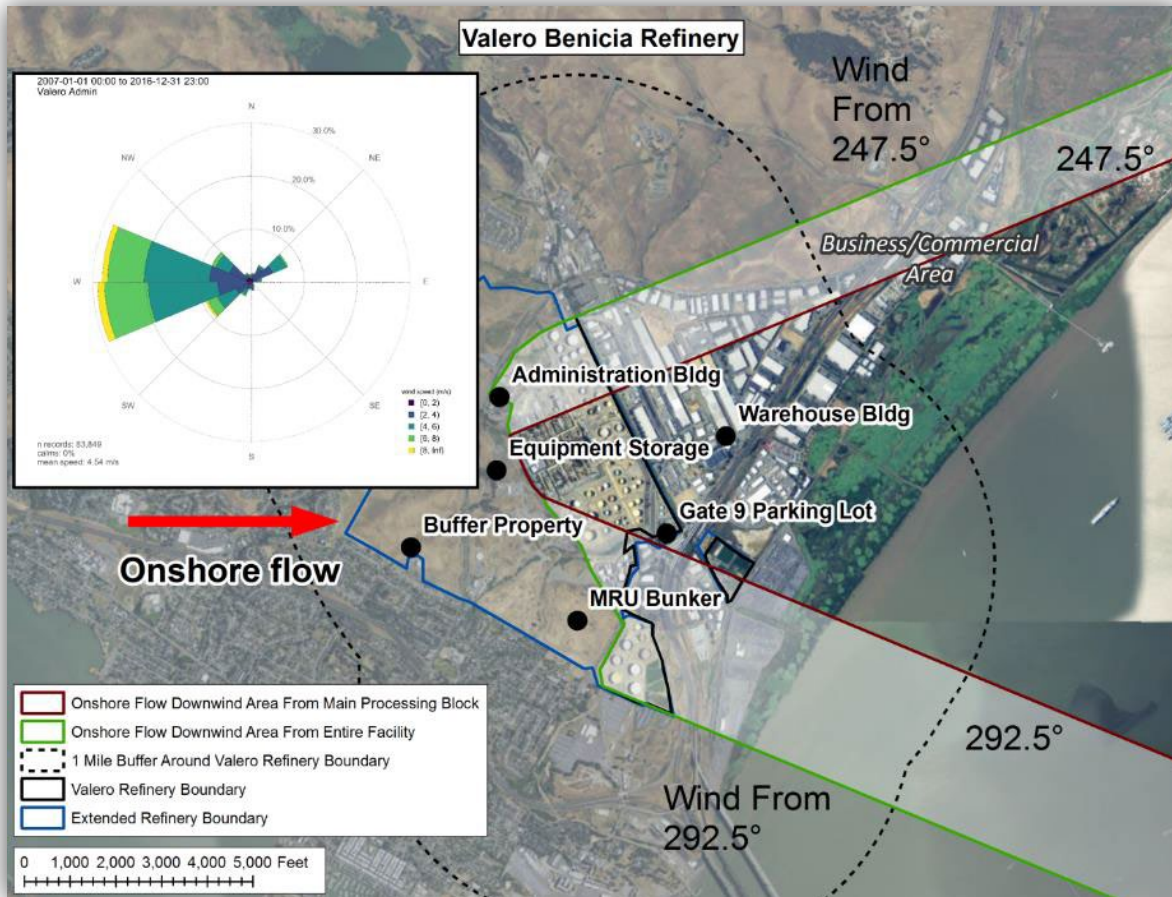 Valero Benicia Refinery
2007-01-01 00:00 to 2016-12-31 23:00
Valero Admin
N
30.0%
NW
NE
20.0%
10.0%
W
E
SW
SE
S
wind speed (m/s)
[0, 2)
[2, 4)
[4, 6)
[6, 8)
[8, Inf)
calms: 0%
mean speed: 4.54 m/s
Wind
From
247.5°
247.5°
Business/Commercial
Area
Administration Bldg
Warehouse Bldg
Equipment Storage
Gate 9 Parking Lot
Buffer Property
Onshore flow
MRU Bunker
292.5°
Wind From
292.5°
Onshore Flow Downwind Area From Main Processing Block
Onshore Flow Downwind Area From Entire Facility
1 Mile Buffer Around Valero Refinery Boundary
Valero Refinery Boundary
Extended Refinery Boundary
0 1,000 2,000 3,000 4,000 5,000 Feet